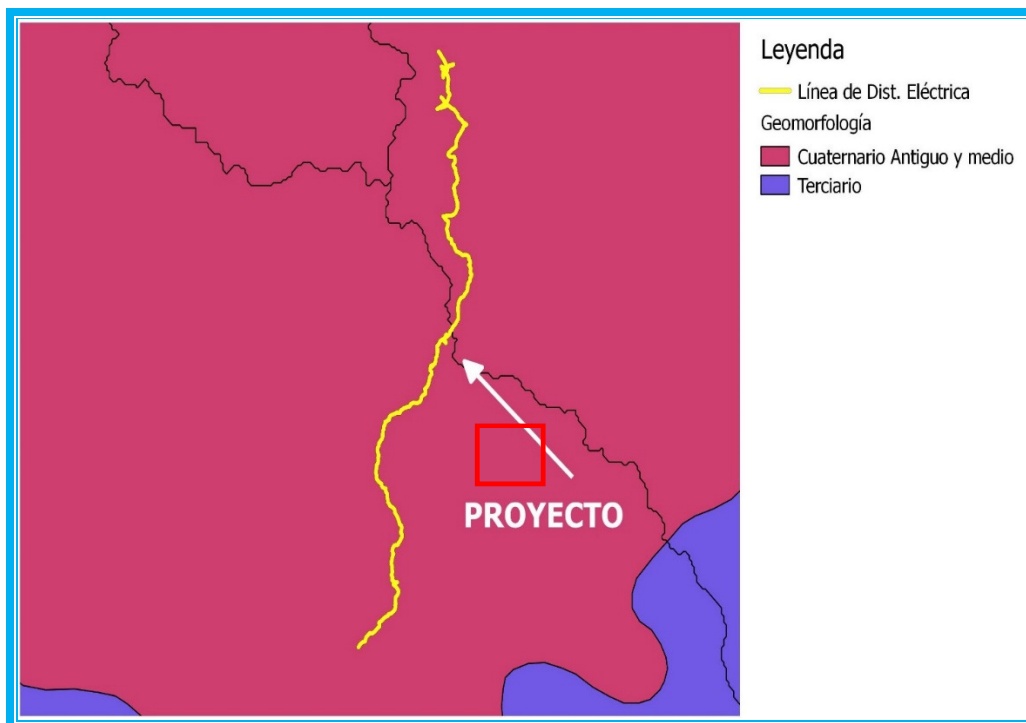 Leyenda
Línea de Dist. Eléctrica
Geomorfología
Cuaternario Antiguo y medio
Terciario
PROYECTO